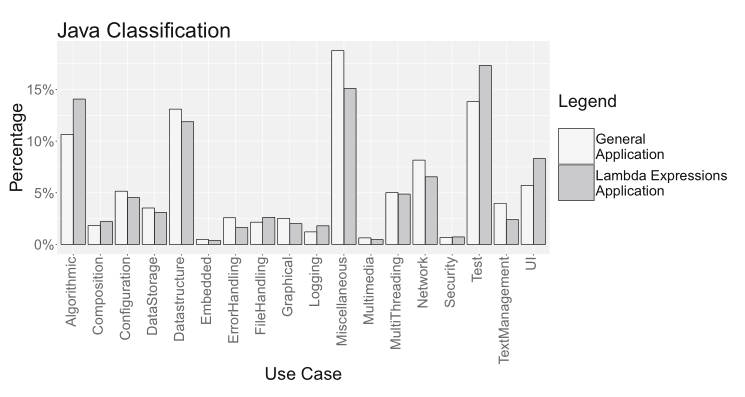 Java Classification
Percentage
15%
10%
5%
0%
Algorithmic
Composition
Configuration
DataStorage
Datastructure
Embedded
ErrorHandling
FileHandling
Graphical
Logging
Miscellaneous
Multimedia
MultiThreading
Network
Security
Test
TextManagement
UI
Use Case
Legend
General
Application
Lambda Expressions
Application